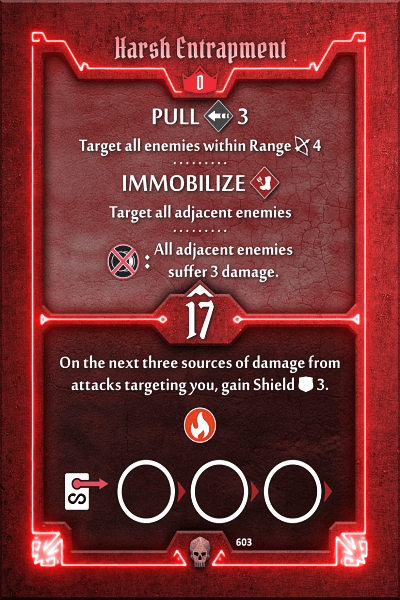 Harsh Entrapment
0
PULL 3
Target all enemies within Range 4
IMMOBILIZE
Target all adjacent enemies
: All adjacent enemies
suffer 3 damage.
17
On the next three sources of damage from
attacks targeting you, gain Shield 3.
S
603